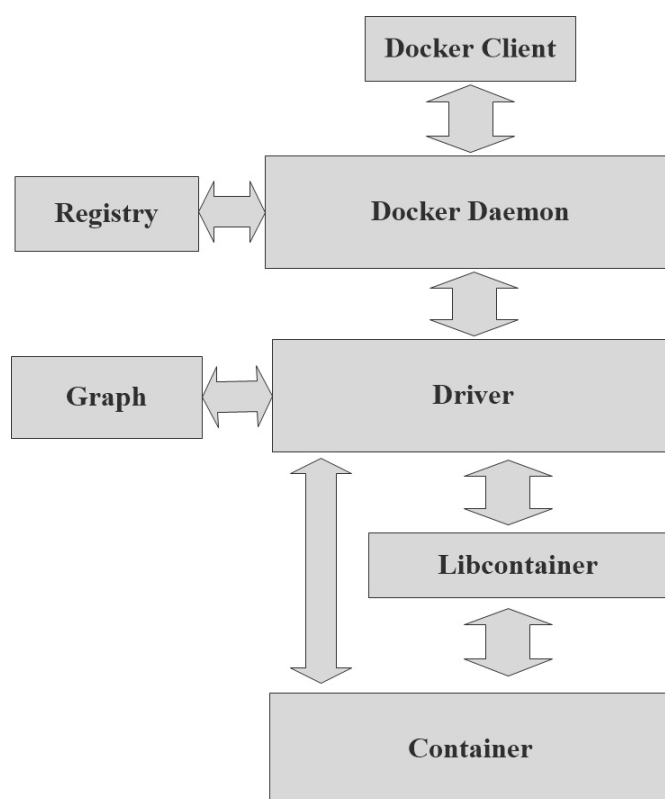 Docker Client
Docker Daemon
Registry
Driver
Graph
Libcontainer
Container